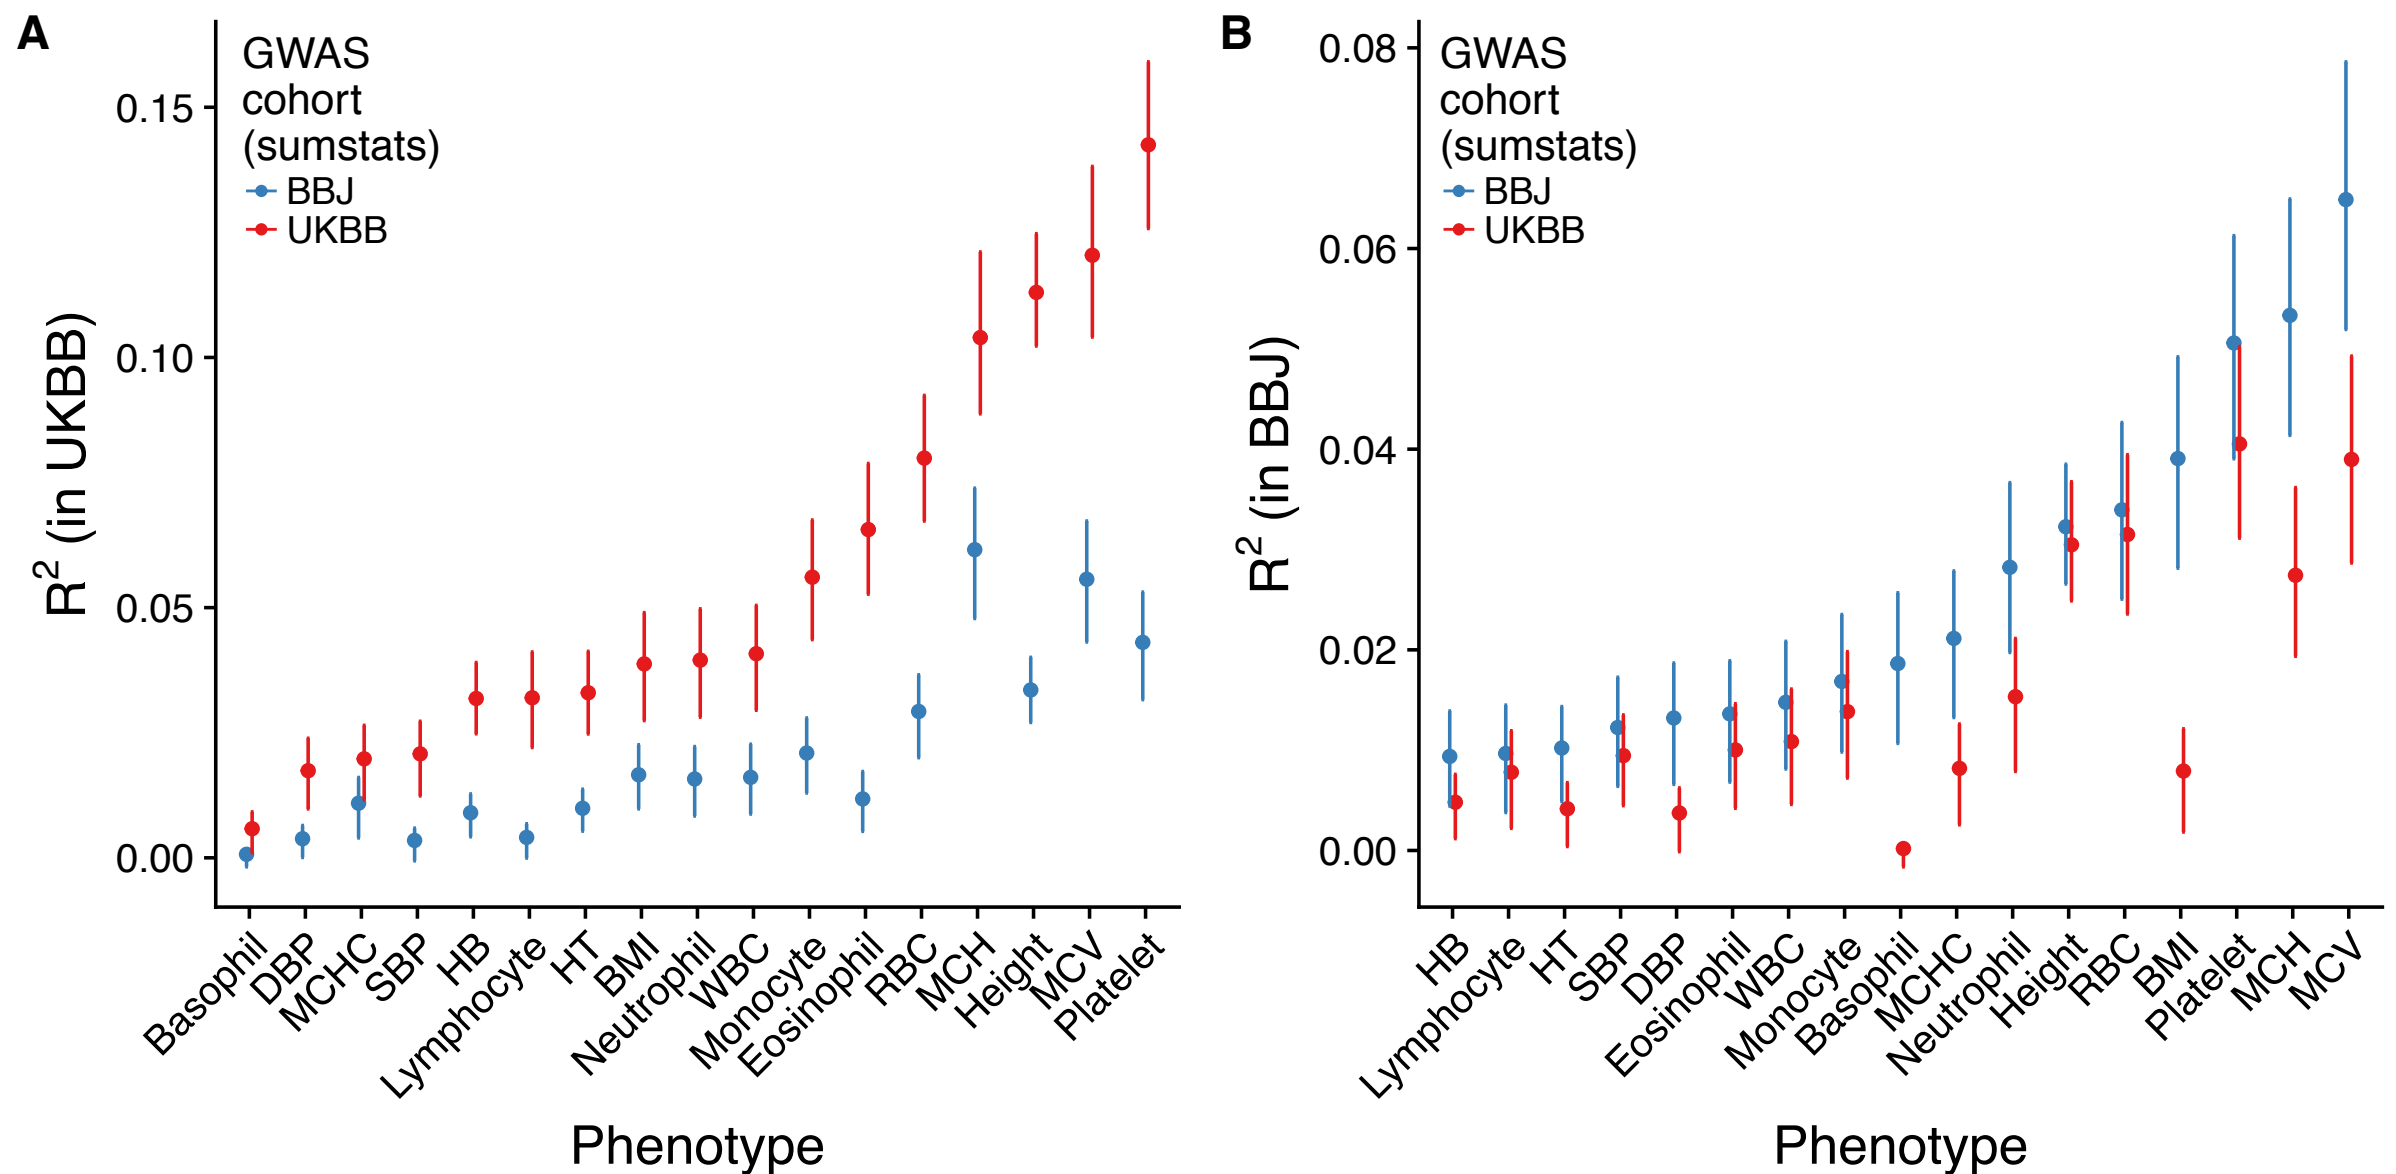 A
GWAS
cohort
(sumstats)
BBJ
UKBB
0.15
0.10
0.05
0.00
R² (in UKBB)
Basophil
DBP
MCHC
SBP
HB
Lymphocyte
HT
BMI
Neutrophil
WBC
Monocyte
Eosinophil
RBC
MCH
Height
MCV
Platelet
Phenotype
B
GWAS
cohort
(sumstats)
BBJ
UKBB
0.08
0.06
0.04
0.02
0.00
R² (in BBJ)
HB
Lymphocyte
HT
SBP
DBP
Eosinophil
WBC
Monocyte
Basophil
MCHC
Neutrophil
Height
RBC
BMI
Platelet
MCH
MCV
Phenotype